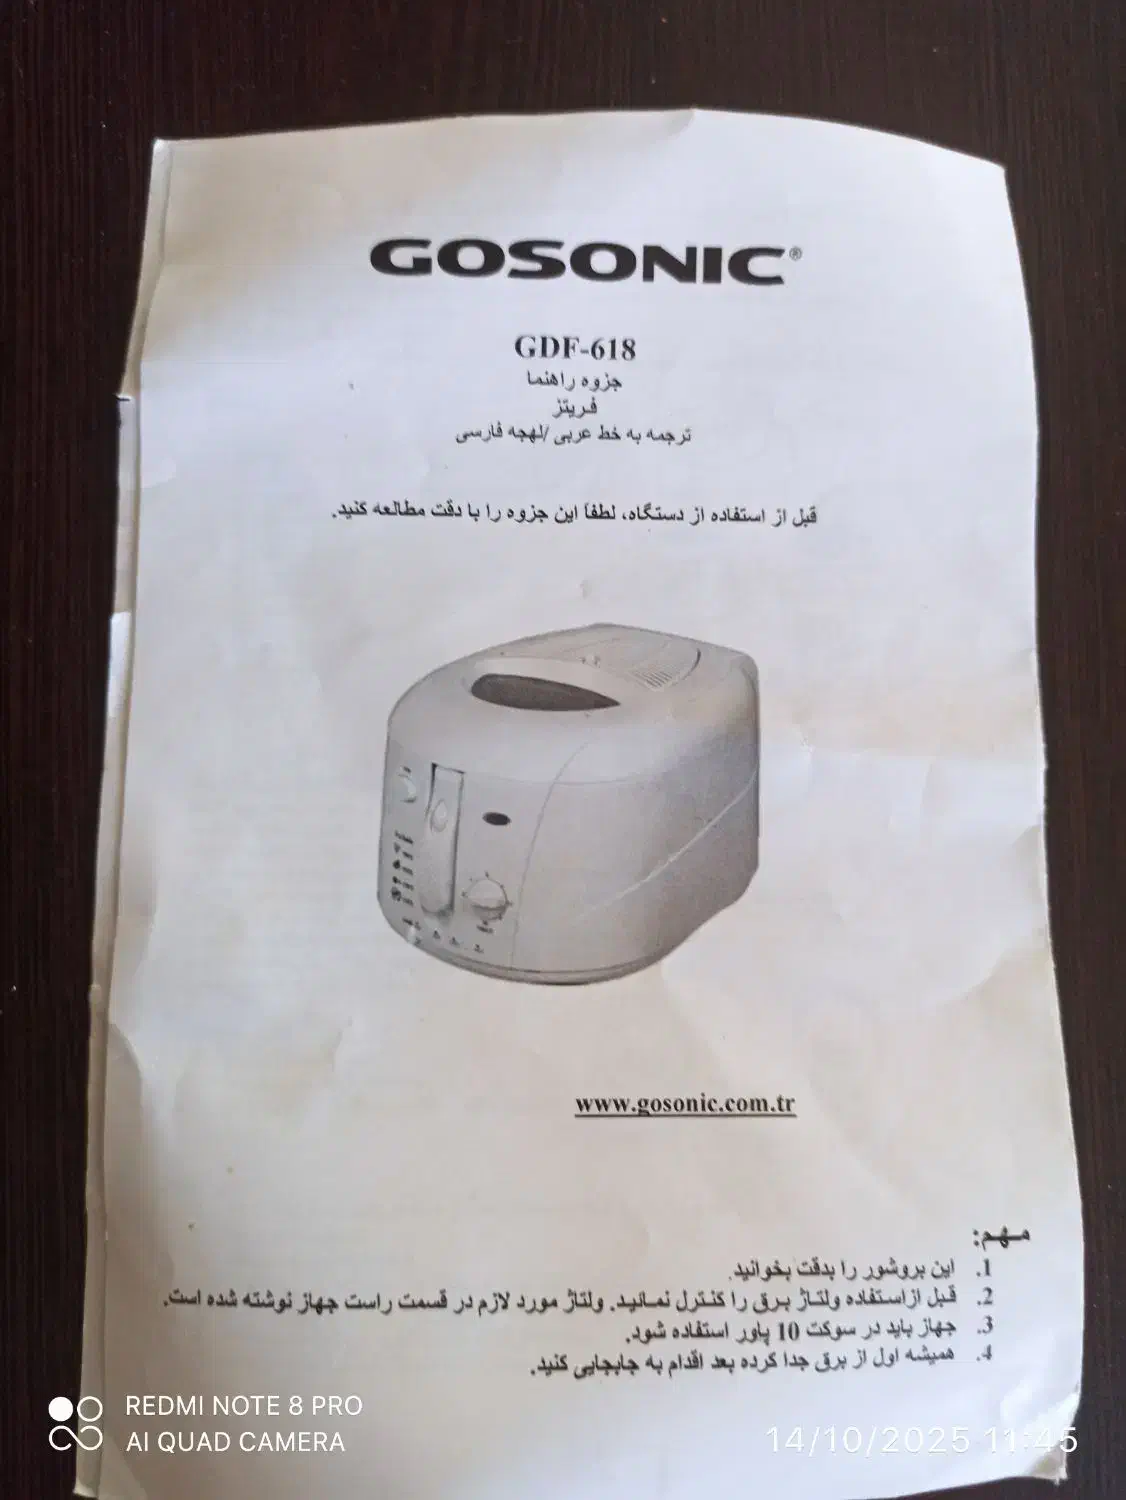 GOSONIC®
GDF-618
جزوه راهنما
فریتز
ترجمه به خط عربی /لهجه فارسی
قبل از استفاده از دستگاه، لطفاً این جزوه را با دقت مطالعه کنید.
www.gosonic.com.tr
مـهـم:
1. این بروشور را بدقت بخوانید.
2. قبل ازاستفاده ولتاژ برق را کنترل نمائید. ولتاژ مورد لازم در قسمت راست جهاز نوشته شده است.
3. جهاز باید در سوکت 10 پاور استفاده شود.
4. همیشه اول از برق جدا کرده بعد اقدام به جابجایی کنید.
REDMI NOTE 8 PRO
AI QUAD CAMERA
14/10/2025 11:45